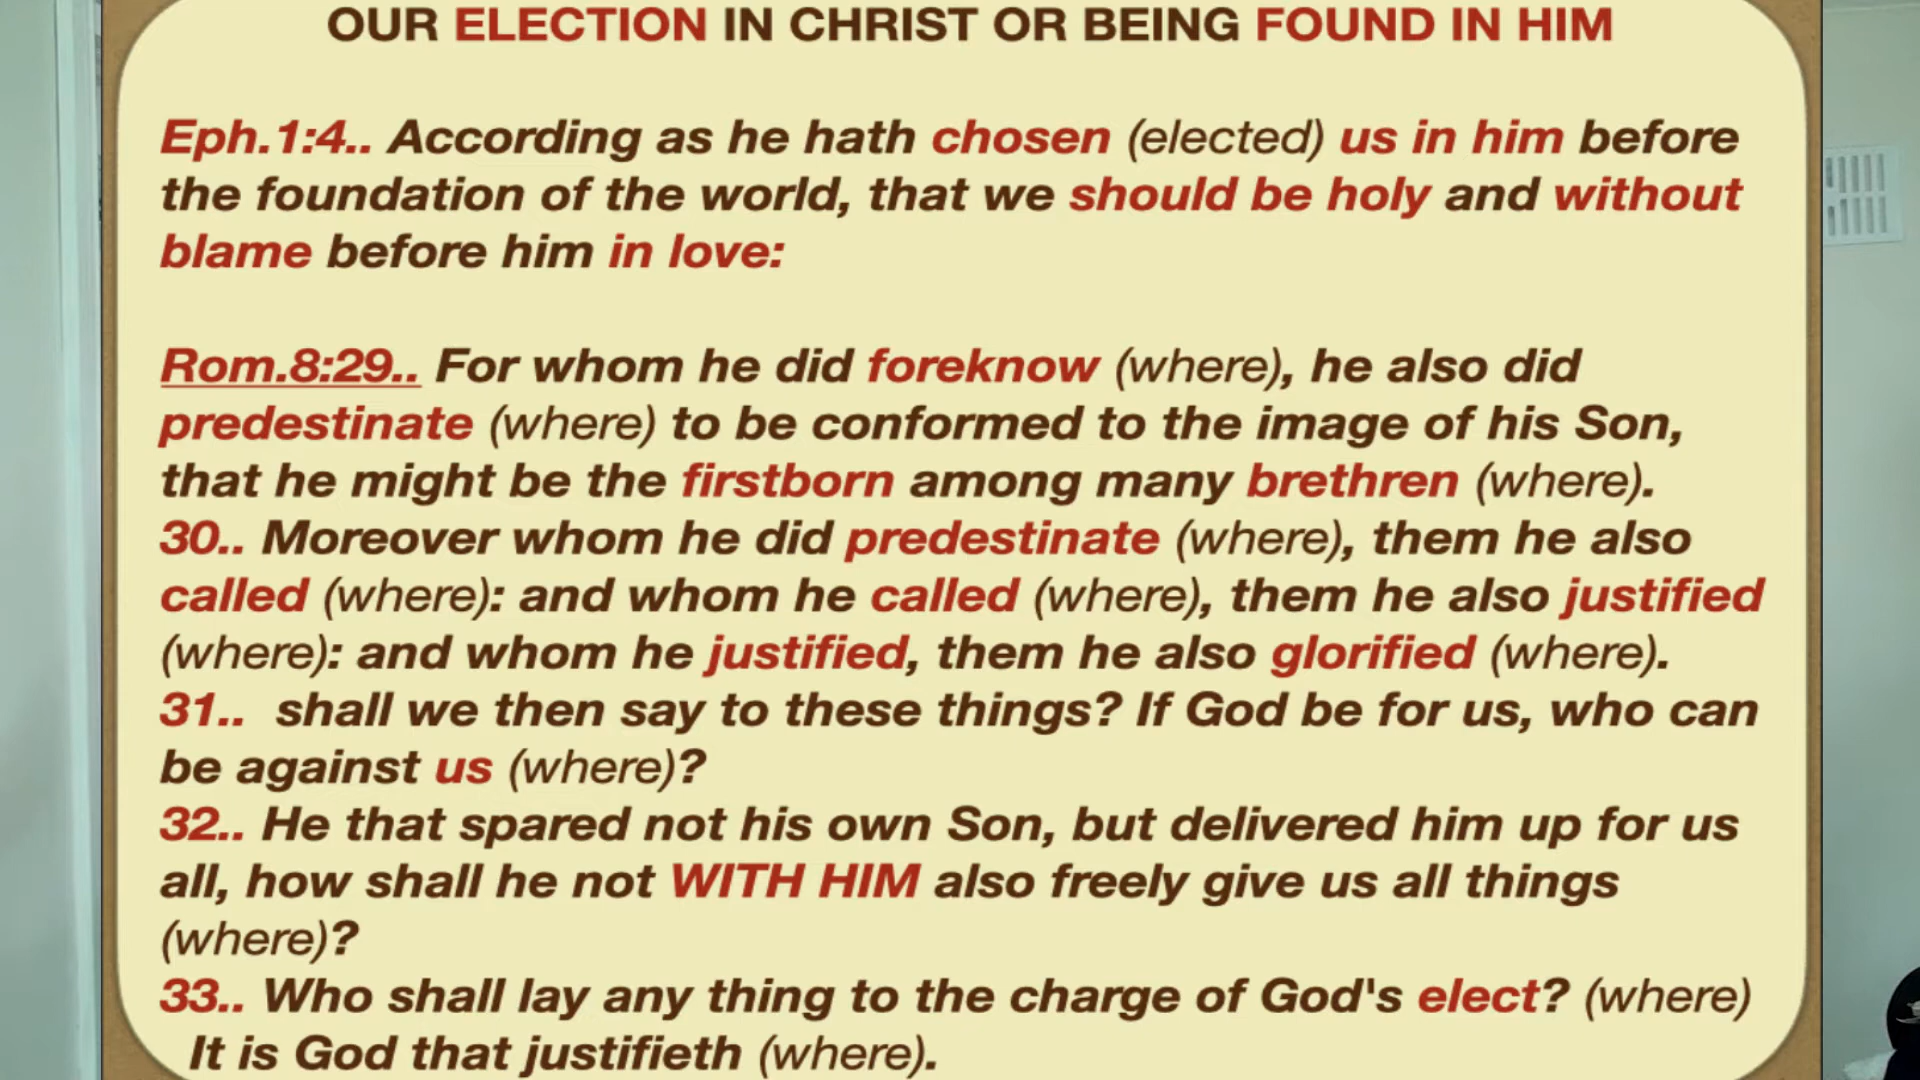 OUR ELECTION IN CHRIST OR BEING FOUND IN HIM
Eph.1:4.. According as he hath chosen (elected) us in him before
the foundation of the world, that we should be holy and without
blame before him in love:
Rom.8:29.. For whom he did foreknow (where), he also did
predestinate (where) to be conformed to the image of his Son,
that he might be the firstborn among many brethren (where).
30.. Moreover whom he did predestinate (where), them he also
called (where): and whom he called (where), them he also justified
(where): and whom he justified, them he also glorified (where).
31..  shall we then say to these things? If God be for us, who can
be against us (where)?
32.. He that spared not his own Son, but delivered him up for us
all, how shall he not WITH HIM also freely give us all things
(where)?
33.. Who shall lay any thing to the charge of God's elect? (where)
It is God that justifieth (where).